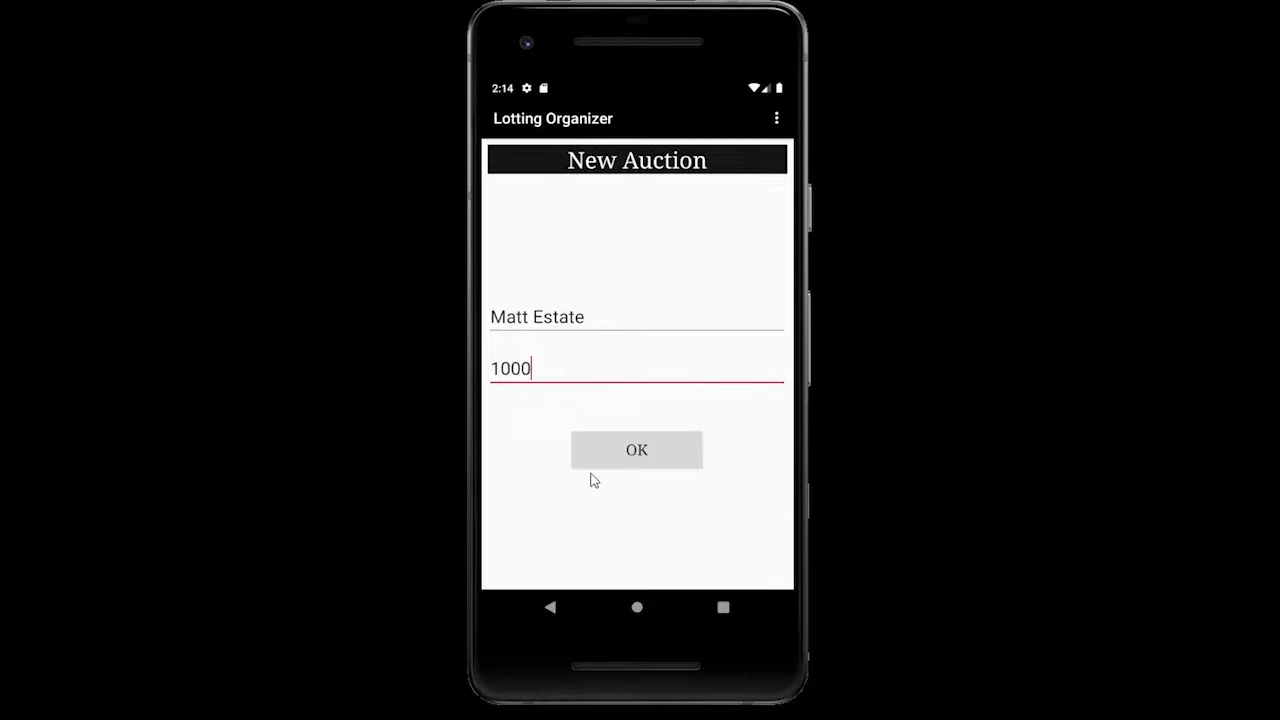 2:14
Lotting Organizer
New Auction
Matt Estate
1000
OK